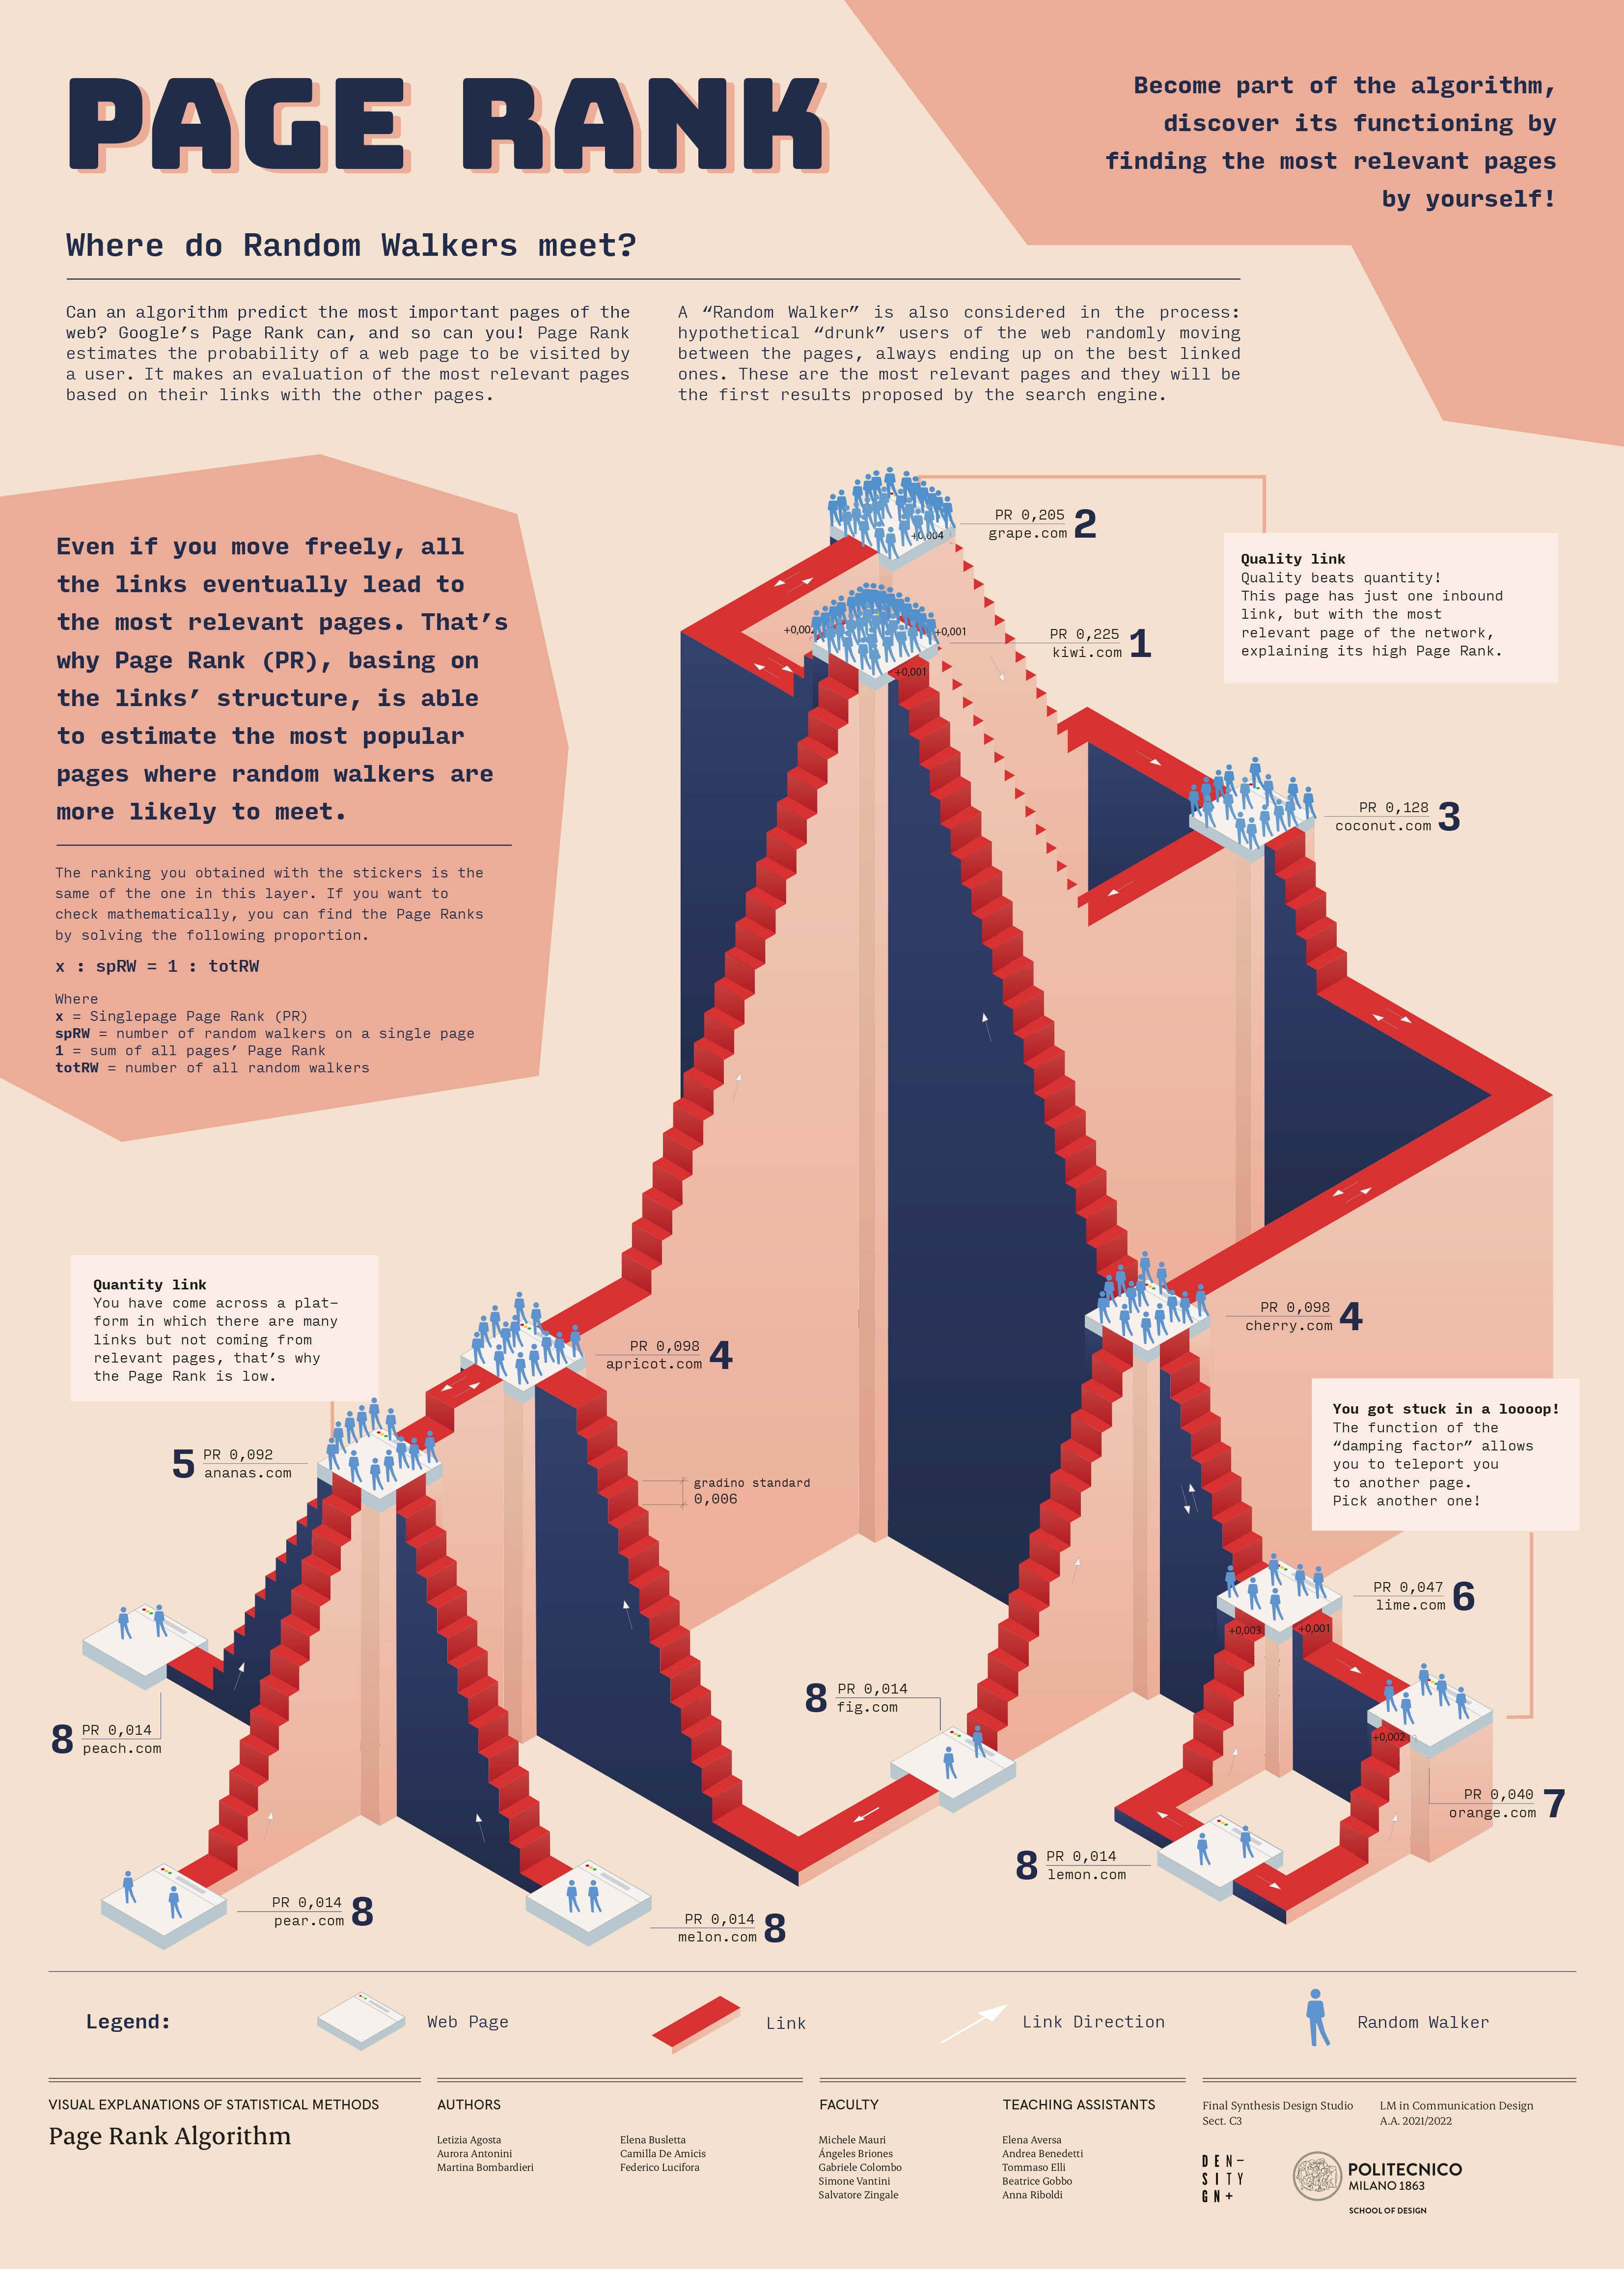 PAGE RANK
Become part of the algorithm,
discover its functioning by
finding the most relevant pages
by yourself!
Where do Random Walkers meet?
Can an algorithm predict the most important pages of the
web? Google's Page Rank can, and so can you! Page Rank
estimates the probability of a web page to be visited by
a user. It makes an evaluation of the most relevant pages
based on their links with the other pages.
A “Random Walker” is also considered in the process:
hypothetical “drunk” users of the web randomly moving
between the pages, always ending up on the best linked
ones. These are the most relevant pages and they will be
the first results proposed by the search engine.
Even if you move freely, all
the links eventually lead to
the most relevant pages. That's
why Page Rank (PR), basing on
the links' structure, is able
to estimate the most popular
pages where random walkers are
more likely to meet.
The ranking you obtained with the stickers is the
same of the one in this layer. If you want to
check mathematically, you can find the Page Ranks
by solving the following proportion.
x : spRW = 1 : totRW
Where
x = Singlepage Page Rank (PR)
spRW = number of random walkers on a single page
1 = sum of all pages' Page Rank
totRW = number of all random walkers
PR 0,205
grape.com
2
+0,004
Quality link
Quality beats quantity!
This page has just one inbound
link, but with the most
relevant page of the network,
explaining its high Page Rank.
+0,002
+0,001
+0,001
PR 0,225
kiwi.com
1
PR 0,128
coconut.com
3
Quantity link
You have come across a plat–
form in which there are many
links but not coming from
relevant pages, that's why
the Page Rank is low.
PR 0,098
apricot.com
4
PR 0,098
cherry.com
4
You got stuck in a loooop!
The function of the
“damping factor” allows
you to teleport you
to another page.
Pick another one!
5
PR 0,092
ananas.com
gradino standard
0,006
PR 0,047
lime.com
6
+0,003
+0,001
8
PR 0,014
peach.com
8
PR 0,014
fig.com
+0,002
PR 0,040
orange.com
7
8
PR 0,014
lemon.com
PR 0,014
pear.com
8
PR 0,014
melon.com
8
Legend:
Web Page
Link
Link Direction
Random Walker
VISUAL EXPLANATIONS OF STATISTICAL METHODS
Page Rank Algorithm
AUTHORS
Letizia Agosta
Aurora Antonini
Martina Bombardieri
Elena Busletta
Camilla De Amicis
Federico Lucifora
FACULTY
Michele Mauri
Ángeles Briones
Gabriele Colombo
Simone Vantini
Salvatore Zingale
TEACHING ASSISTANTS
Elena Aversa
Andrea Benedetti
Tommaso Elli
Beatrice Gobbo
Anna Riboldi
Final Synthesis Design Studio
Sect. C3
LM in Communication Design
A.A. 2021/2022
DEN–
SITY
GN+
POLITECNICO
MILANO 1863
SCHOOL OF DESIGN